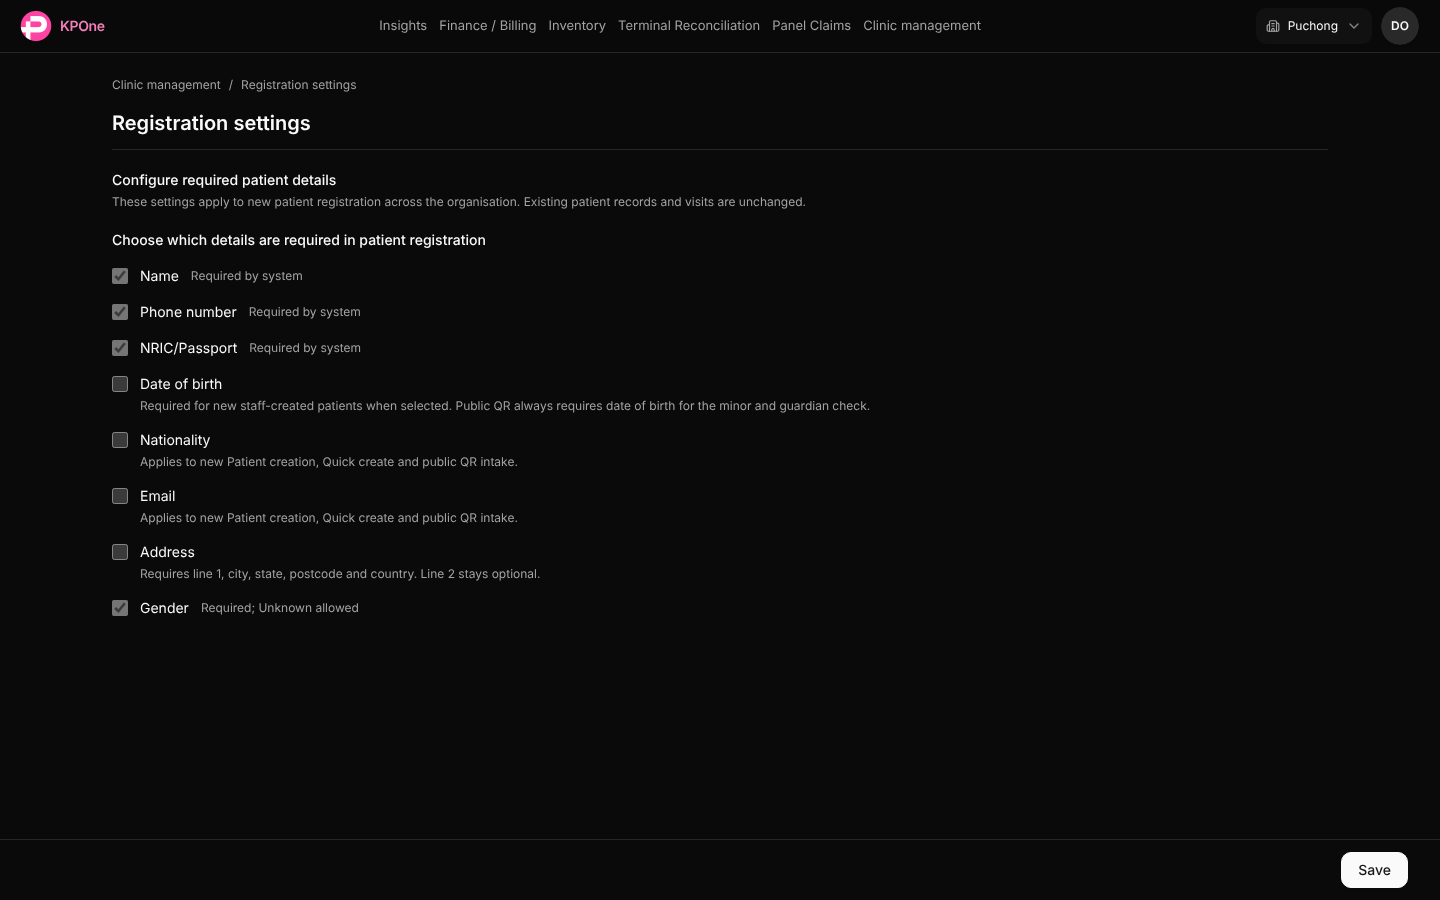 KPOne
Insights Finance / Billing Inventory Terminal Reconciliation Panel Claims Clinic management
Puchong
DO
Clinic management / Registration settings
Registration settings
Configure required patient details
These settings apply to new patient registration across the organisation. Existing patient records and visits are unchanged.
Choose which details are required in patient registration
Name Required by system
Phone number Required by system
NRIC/Passport Required by system
Date of birth
Required for new staff-created patients when selected. Public QR always requires date of birth for the minor and guardian check.
Nationality
Applies to new Patient creation, Quick create and public QR intake.
Email
Applies to new Patient creation, Quick create and public QR intake.
Address
Requires line 1, city, state, postcode and country. Line 2 stays optional.
Gender Required; Unknown allowed
Save